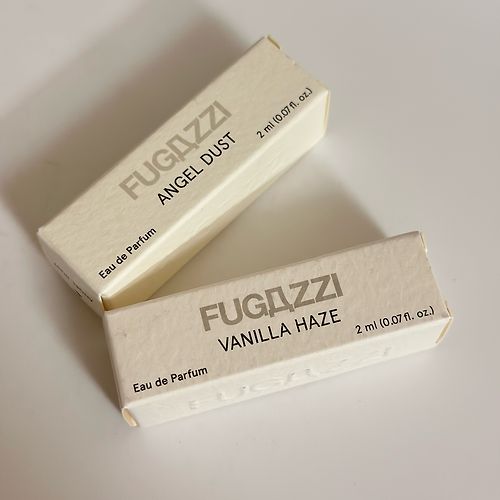 FUGAZZI
ANGEL DUST
Eau de Parfum
2 ml (0.07 fl. oz.)
FUGAZZI
VANILLA HAZE
Eau de Parfum
2 ml (0.07 fl. oz.)
FUGAZZI